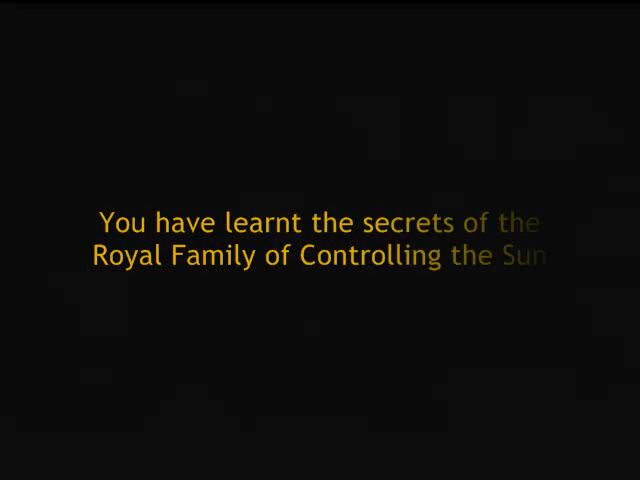 You have learnt the secrets of the
Royal Family of Controlling the Sun